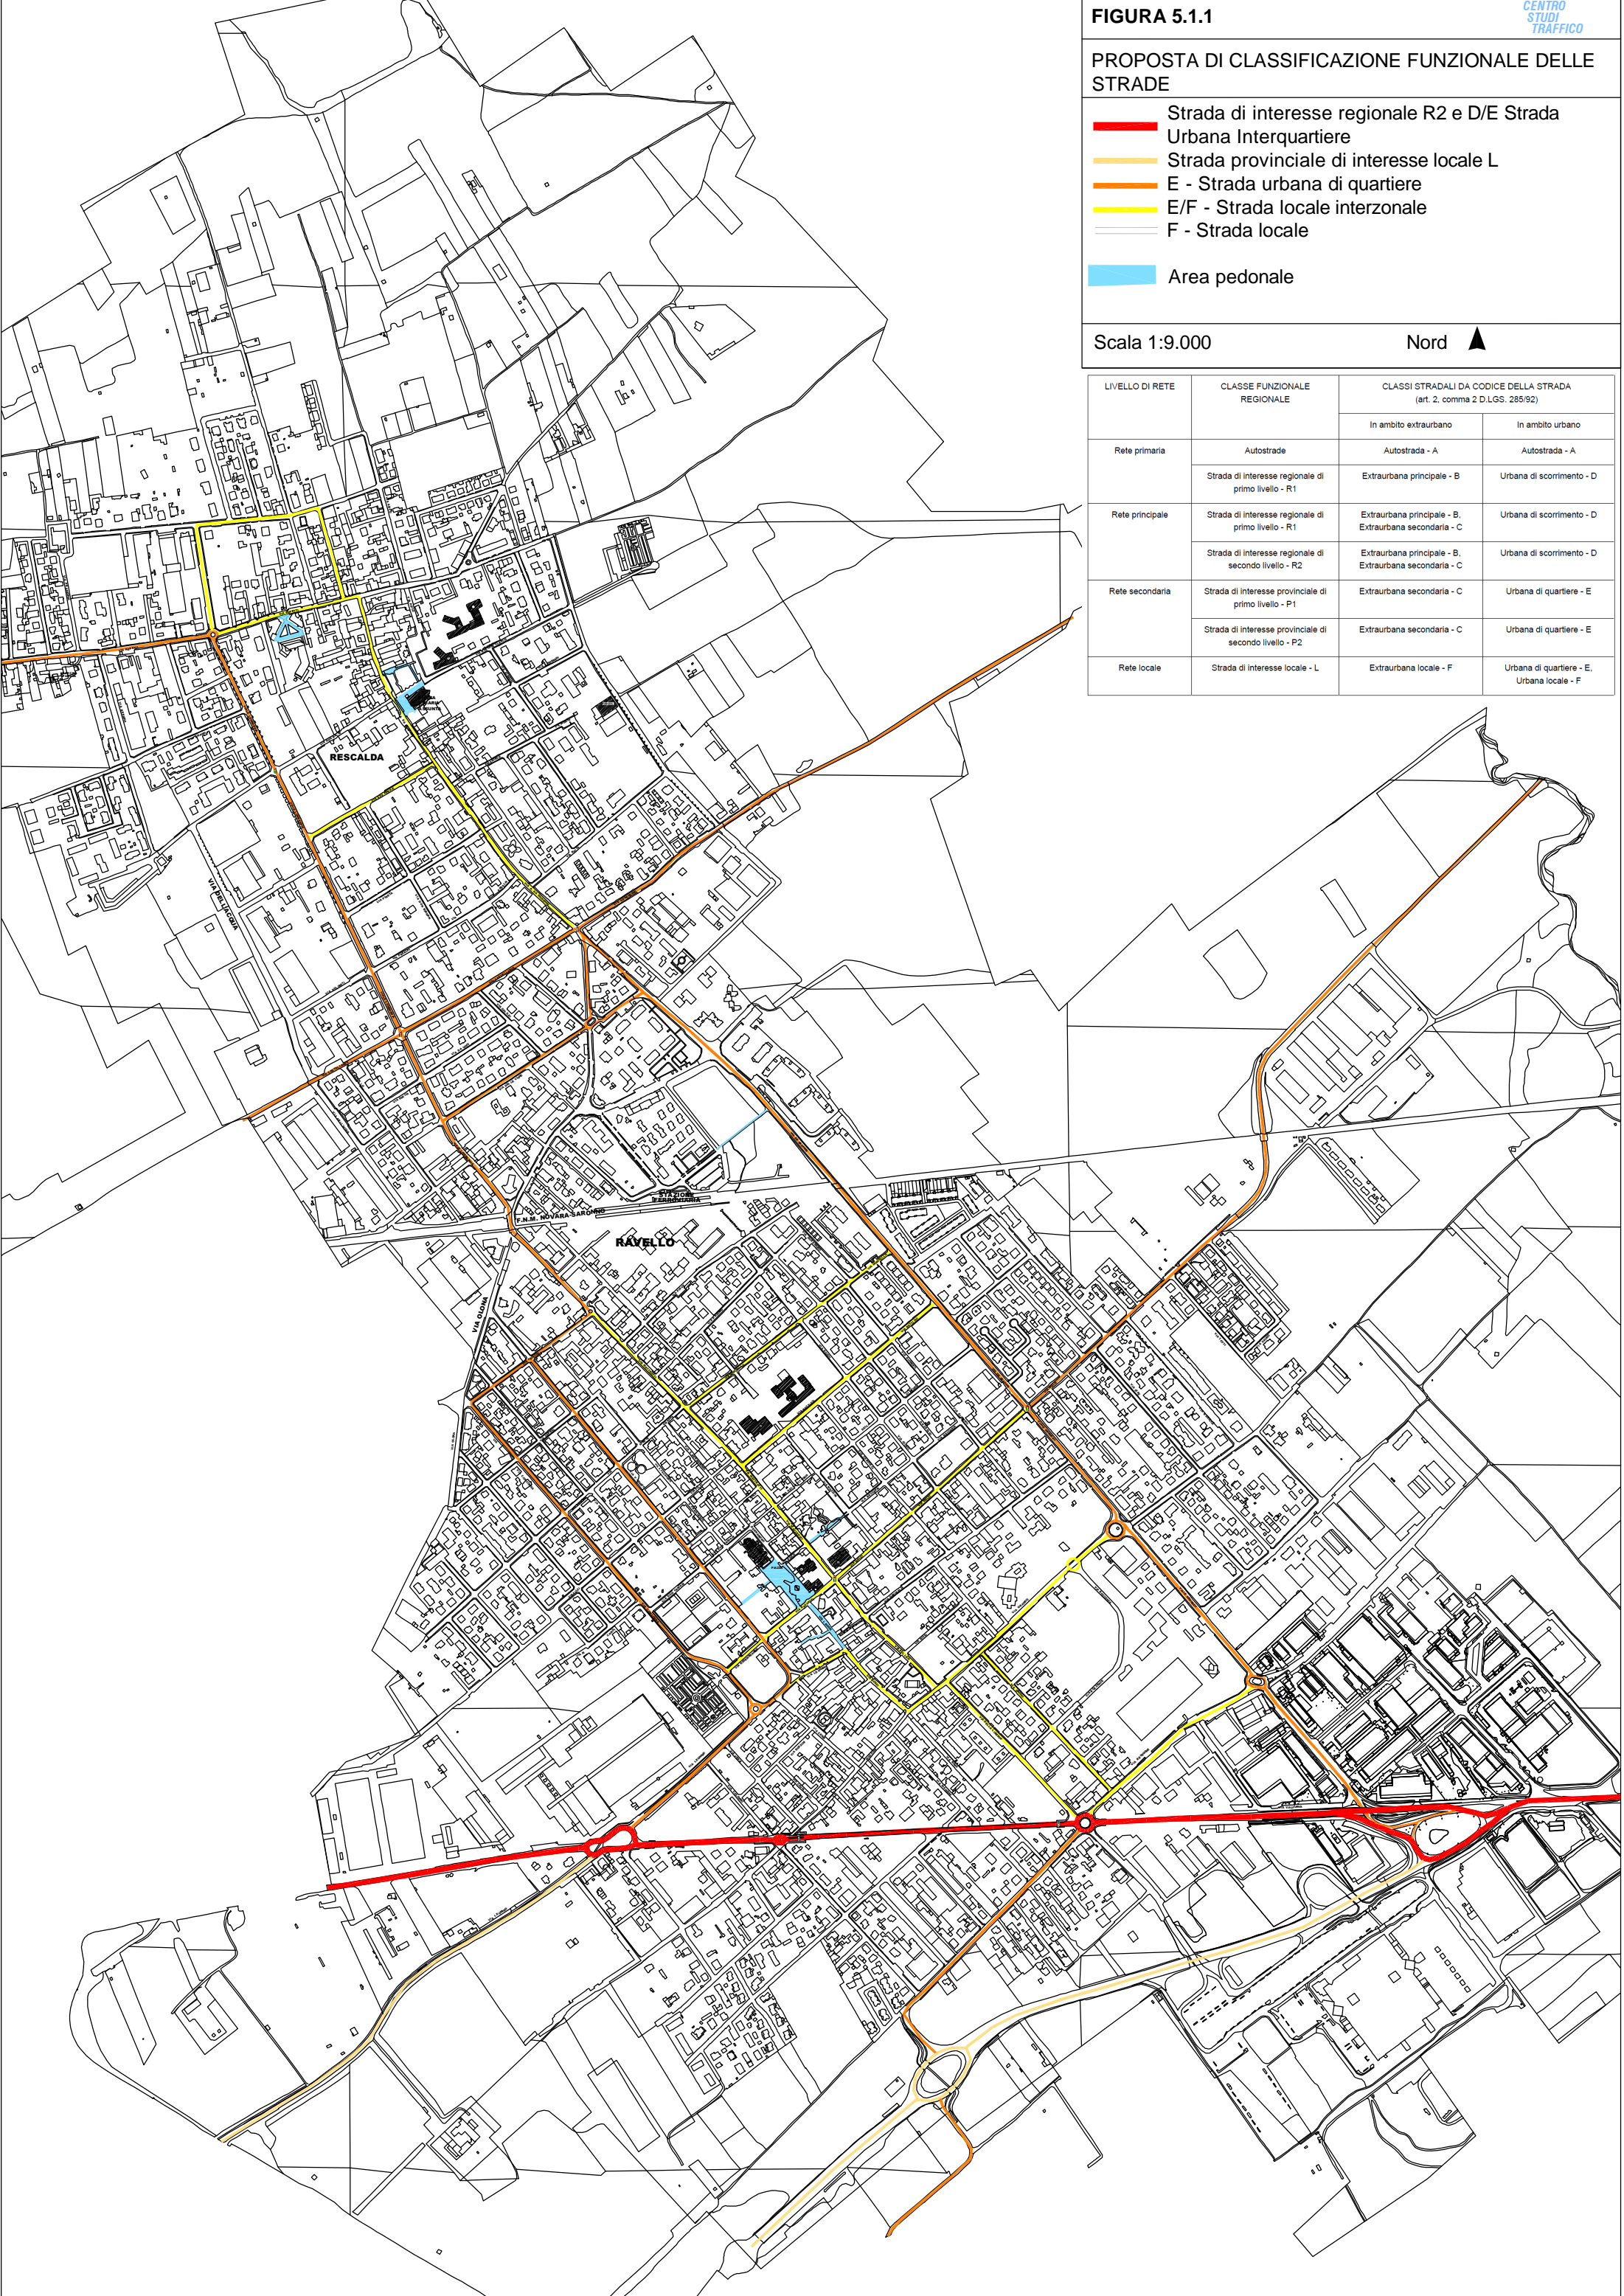 FIGURA 5.1.1
CENTRO
STUDI
TRAFFICO
PROPOSTA DI CLASSIFICAZIONE FUNZIONALE DELLE
STRADE
Strada di interesse regionale R2 e D/E Strada
Urbana Interquartiere
Strada provinciale di interesse locale L
E - Strada urbana di quartiere
E/F - Strada locale interzonale
F - Strada locale
Area pedonale
Scala 1:9.000 Nord
LIVELLO DI RETE
CLASSE FUNZIONALE
REGIONALE
CLASSI STRADALI DA CODICE DELLA STRADA
(art. 2, comma 2 D.LGS. 285/92)
In ambito extraurbano
In ambito urbano
Rete primaria
Autostrade
Autostrada - A
Autostrada - A
Strada di interesse regionale di
primo livello - R1
Extraurbana principale - B
Urbana di scorrimento - D
Rete principale
Strada di interesse regionale di
primo livello - R1
Extraurbana principale - B,
Extraurbana secondaria - C
Urbana di scorrimento - D
Strada di interesse regionale di
secondo livello - R2
Extraurbana principale - B,
Extraurbana secondaria - C
Urbana di scorrimento - D
Rete secondaria
Strada di interesse provinciale di
primo livello - P1
Extraurbana secondaria - C
Urbana di quartiere - E
Strada di interesse provinciale di
secondo livello - P2
Extraurbana secondaria - C
Urbana di quartiere - E
Rete locale
Strada di interesse locale - L
Extraurbana locale - F
Urbana di quartiere - E,
Urbana locale - F
RESCALDA
STAZIONE
FERROVIARIA
F.N.M. NOVARA-SARONNO
RAVELLO
VIA OLONA